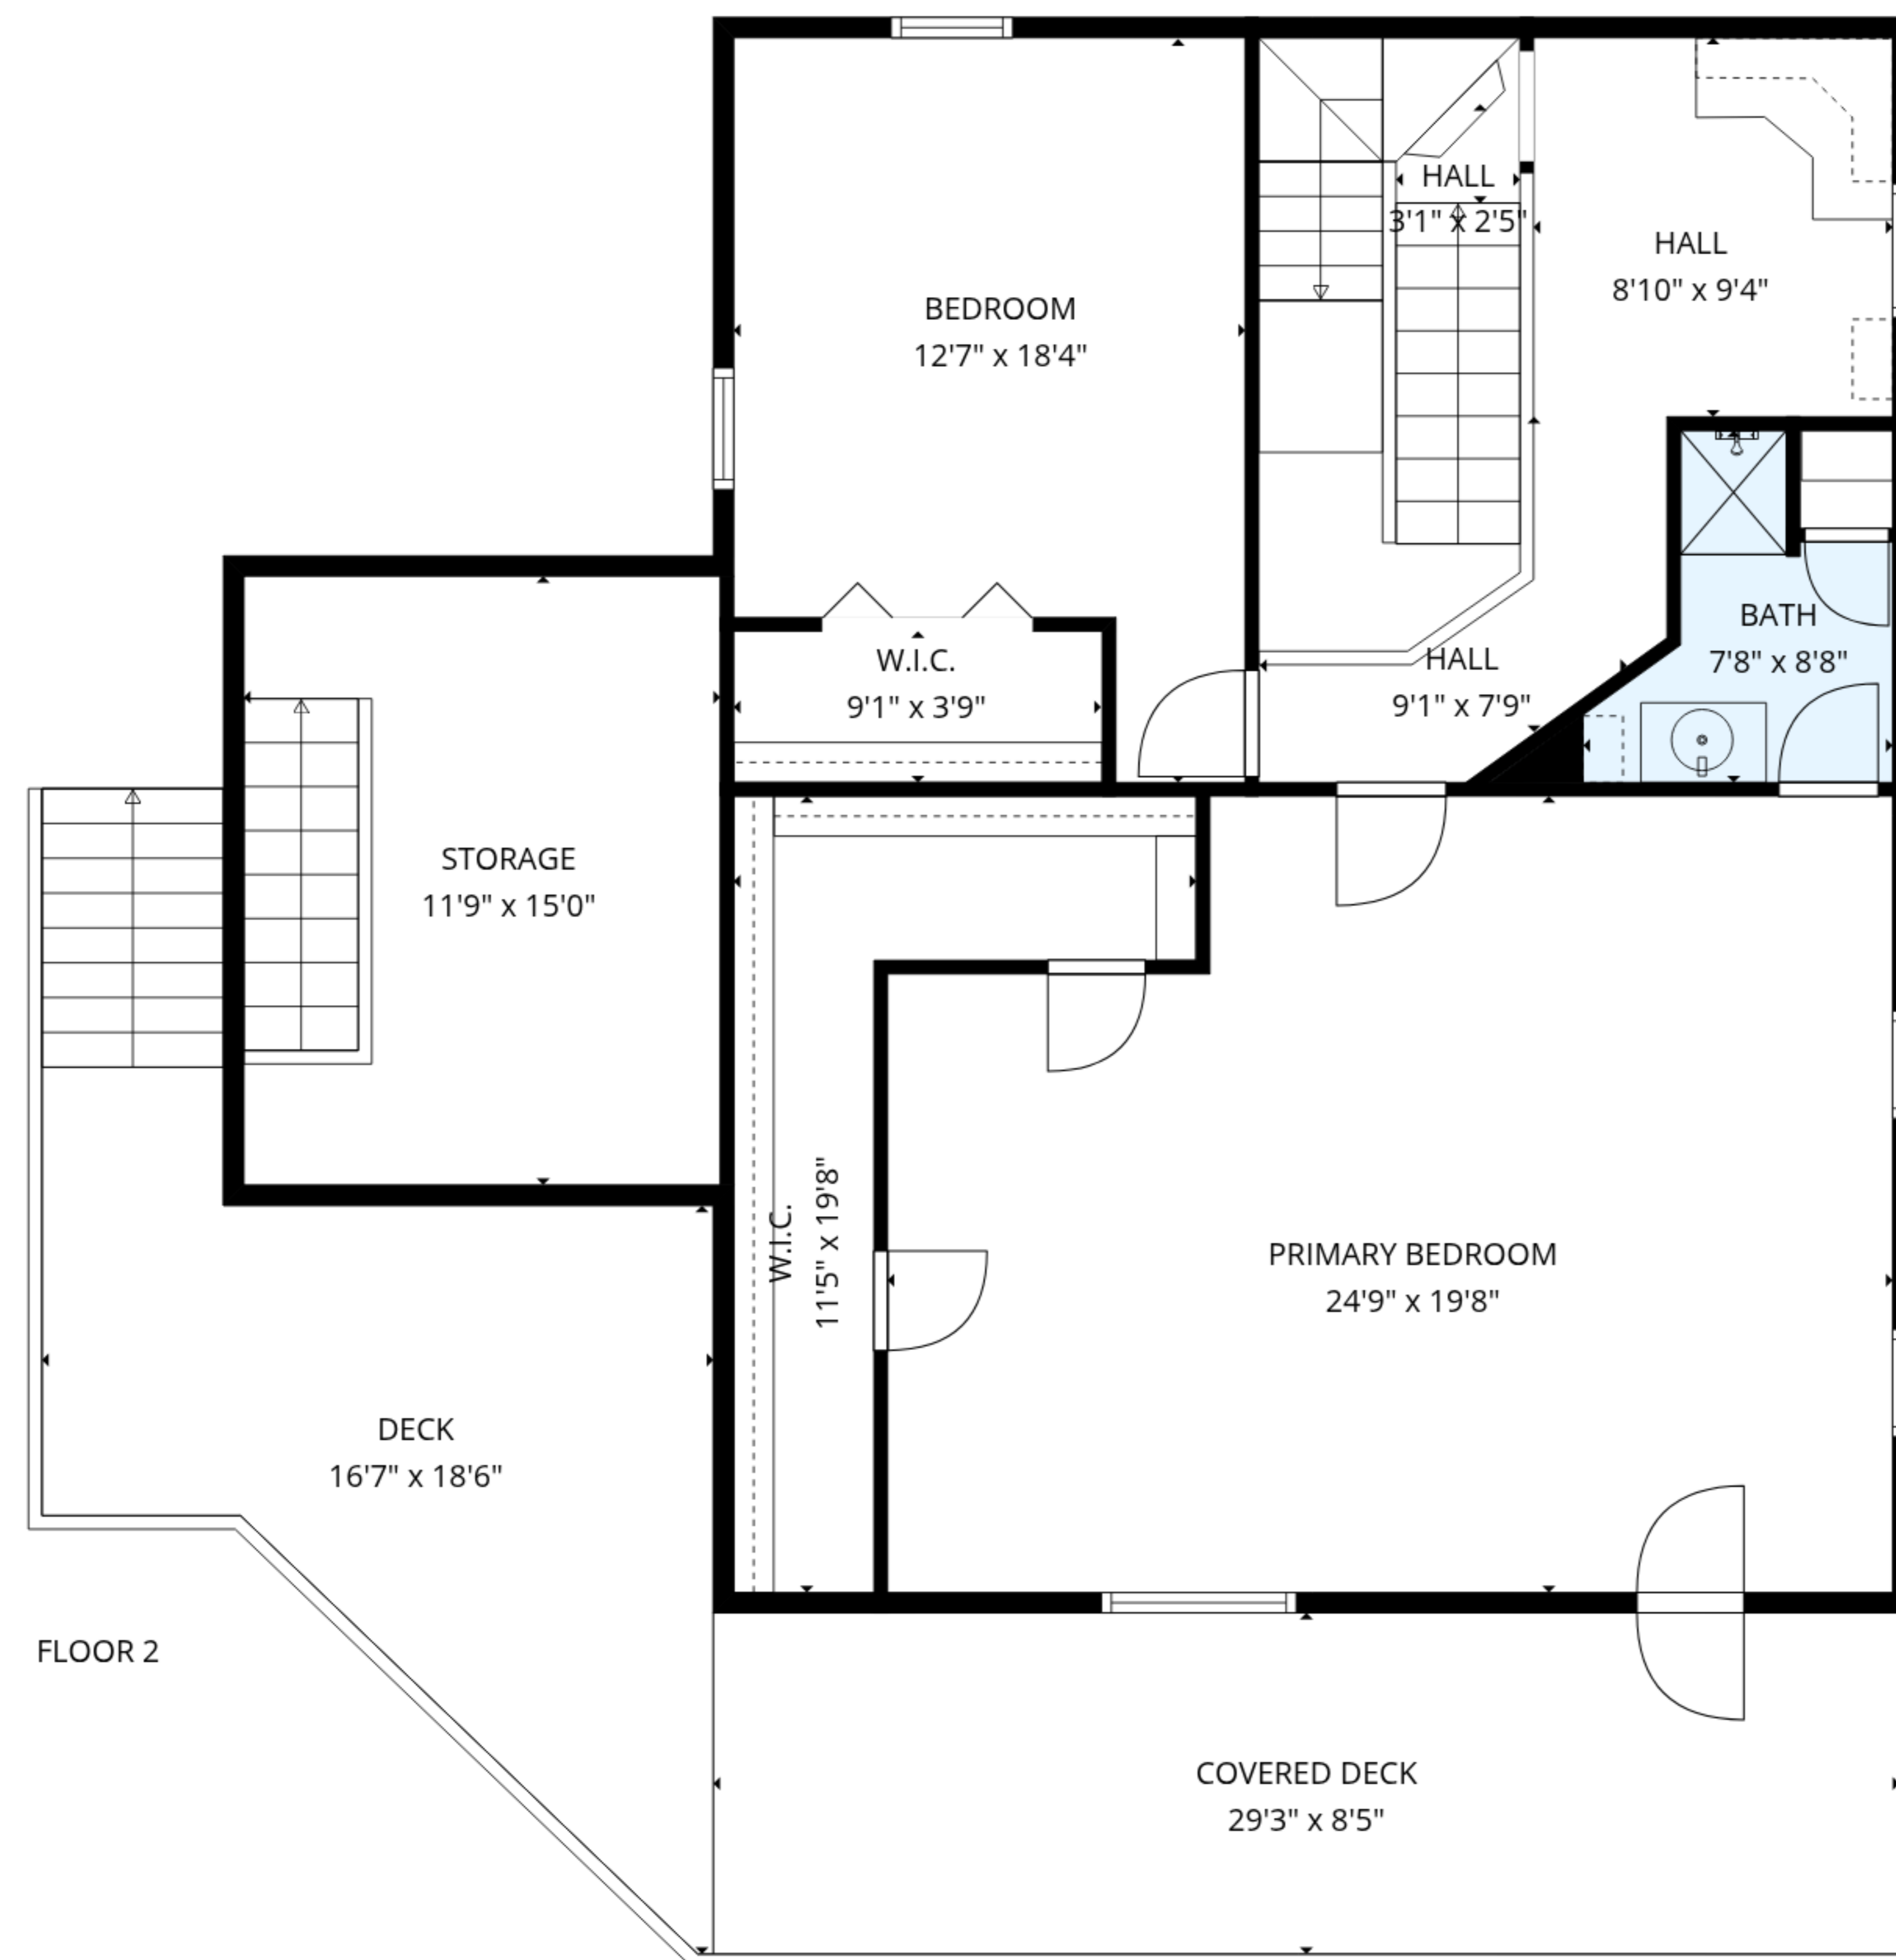 HALL
3'1" x 2'5"
HALL
8'10" x 9'4"
BEDROOM
12'7" x 18'4"
BATH
7'8" x 8'8"
W.I.C.
9'1" x 3'9"
HALL
9'1" x 7'9"
STORAGE
11'9" x 15'0"
W.I.C.
11'5" x 19'8"
PRIMARY BEDROOM
24'9" x 19'8"
DECK
16'7" x 18'6"
FLOOR 2
COVERED DECK
29'3" x 8'5"